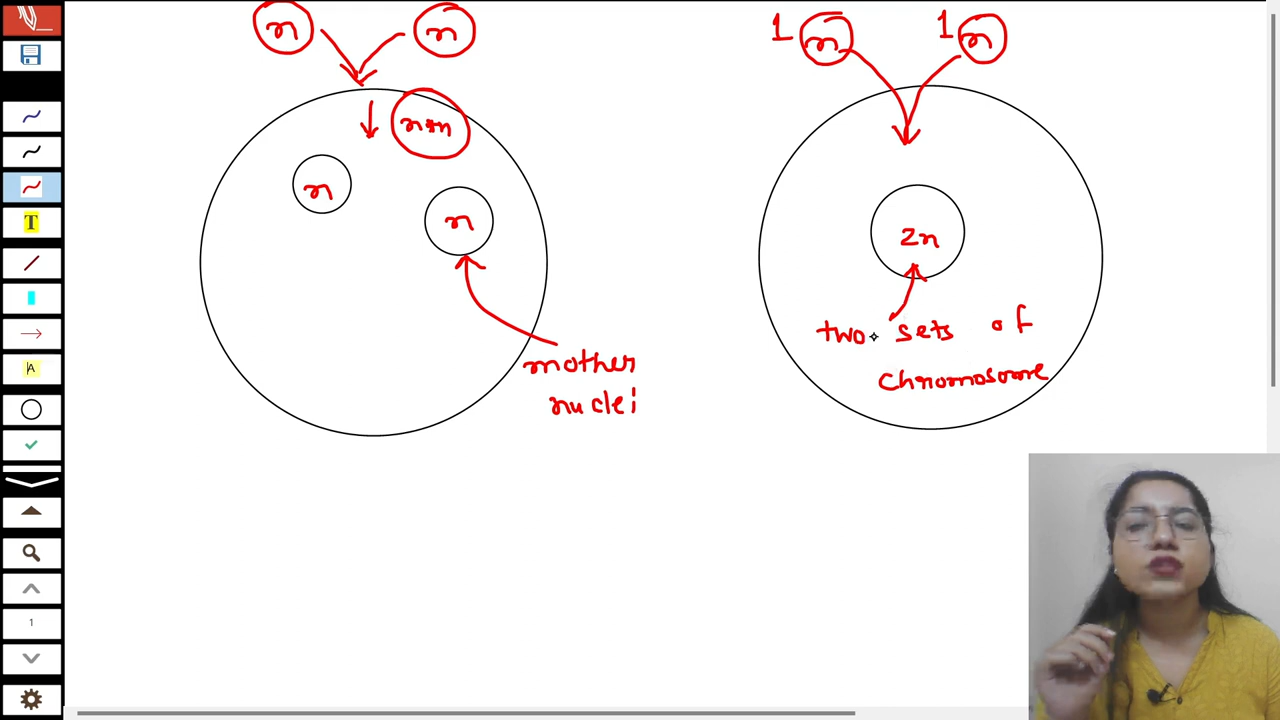 n
n
1 n
1 n
n+n
n
n
2n
two sets of
chromosome
mother
nuclei
T
A
1